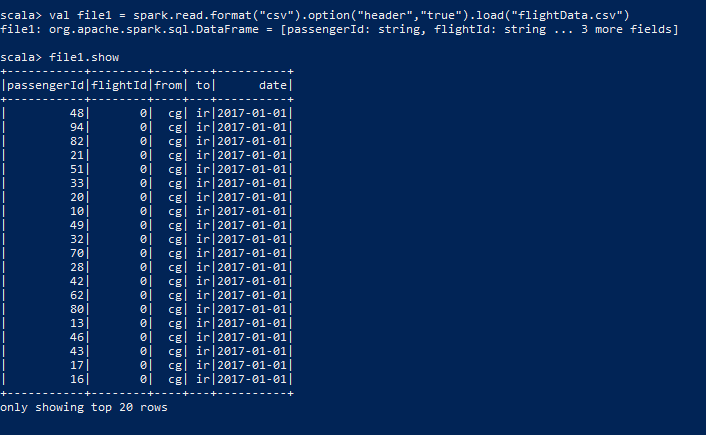 scala> val file1 = spark.read.format("csv").option("header","true").load("flightData.csv")
file1: org.apache.spark.sql.DataFrame = [passengerId: string, flightId: string ... 3 more fields]
scala> file1.show
+-----------+--------+----+---+----------+
|passengerId|flightId|from| to|      date|
+-----------+--------+----+---+----------+
|         48|       0|  cg| ir|2017-01-01|
|         94|       0|  cg| ir|2017-01-01|
|         82|       0|  cg| ir|2017-01-01|
|         21|       0|  cg| ir|2017-01-01|
|         51|       0|  cg| ir|2017-01-01|
|         33|       0|  cg| ir|2017-01-01|
|         20|       0|  cg| ir|2017-01-01|
|         10|       0|  cg| ir|2017-01-01|
|         49|       0|  cg| ir|2017-01-01|
|         32|       0|  cg| ir|2017-01-01|
|         70|       0|  cg| ir|2017-01-01|
|         28|       0|  cg| ir|2017-01-01|
|         42|       0|  cg| ir|2017-01-01|
|         62|       0|  cg| ir|2017-01-01|
|         80|       0|  cg| ir|2017-01-01|
|         13|       0|  cg| ir|2017-01-01|
|         46|       0|  cg| ir|2017-01-01|
|         43|       0|  cg| ir|2017-01-01|
|         17|       0|  cg| ir|2017-01-01|
|         16|       0|  cg| ir|2017-01-01|
+-----------+--------+----+---+----------+
only showing top 20 rows